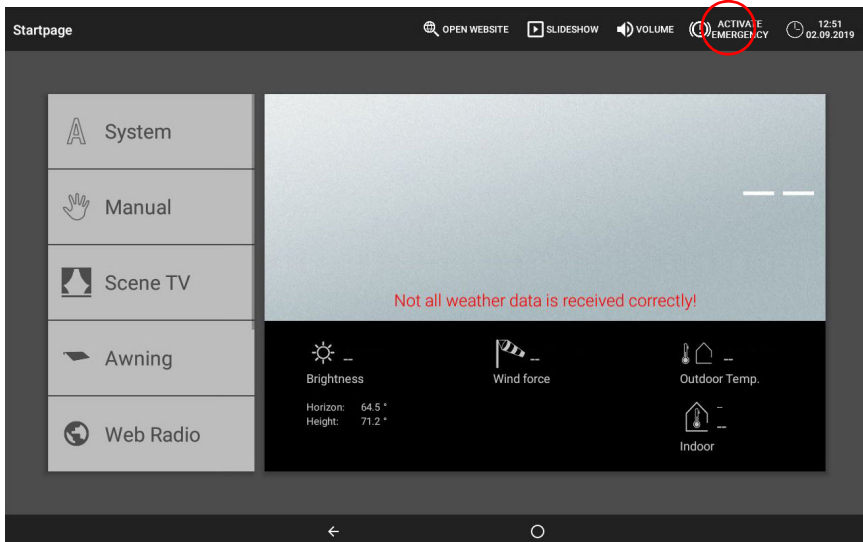 Startpage
OPEN WEBSITE
SLIDESHOW
VOLUME
ACTIVATE
EMERGENCY
12:51
02.09.2019
System
Manual
Scene TV
Awning
Web Radio
-- --
Not all weather data is received correctly!
--
Brightness
Horizon: 64.5 °
Height: 71.2 °
--
Wind force
--
Outdoor Temp.
--
--
Indoor